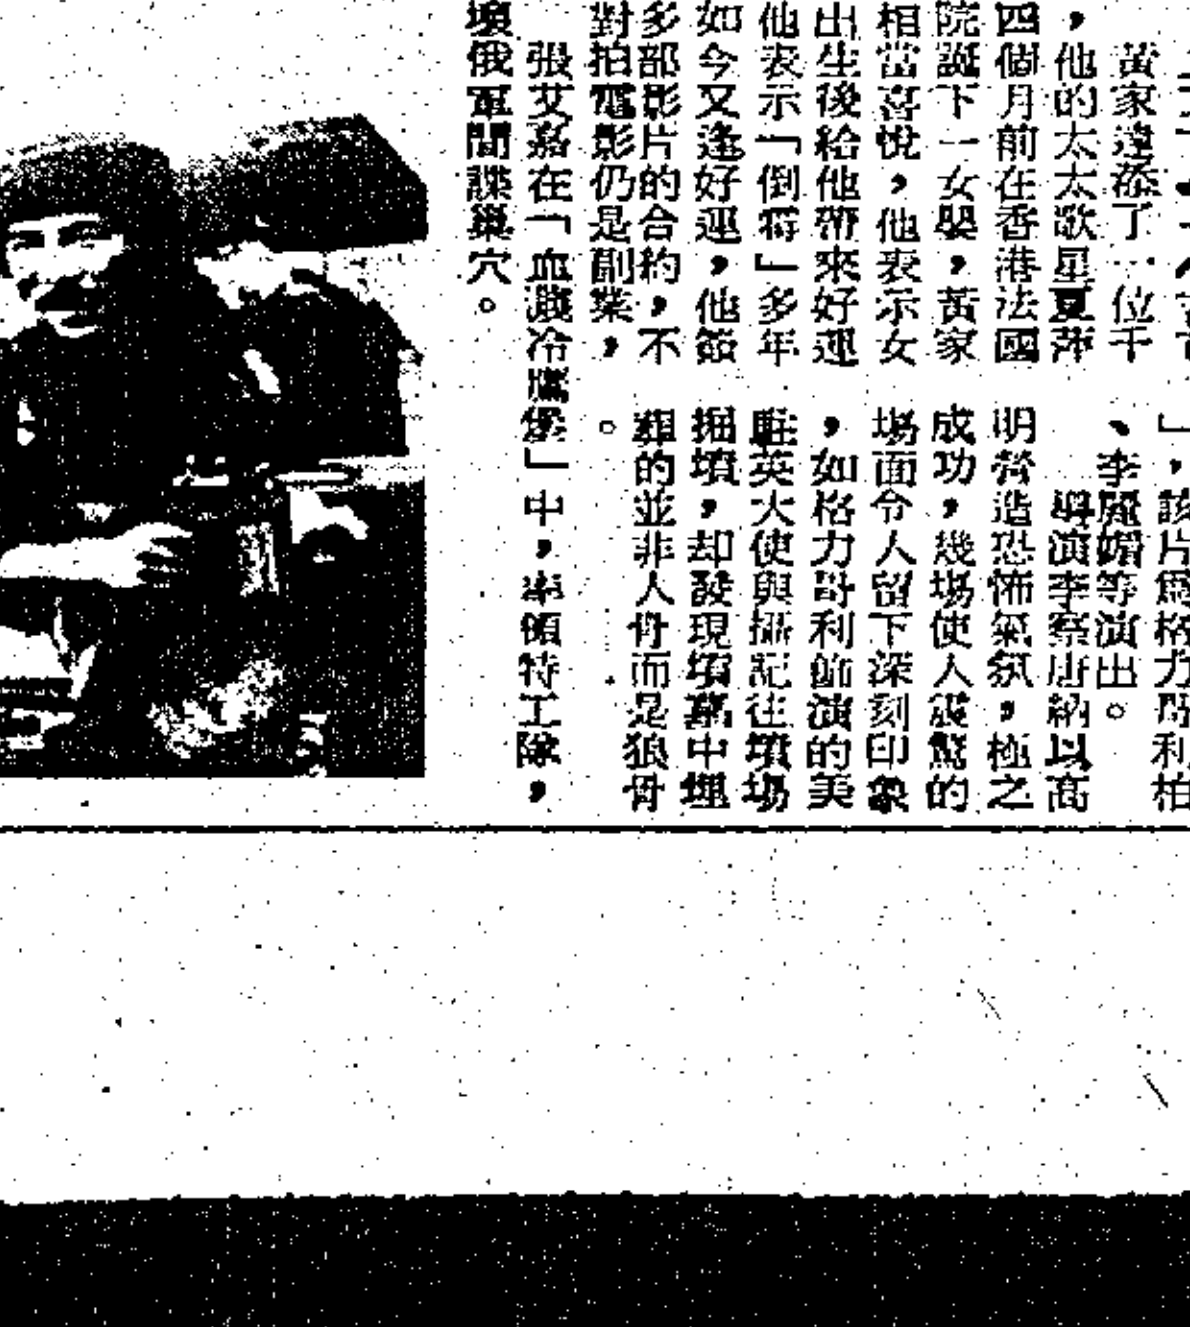 黃家達添了一位千
，他的太太歌星夏萍
四個月前在香港法國
院誕下一女嬰，黃家
相當喜悅，他表示女
出生後給他帶來好運
他表示「倒霉」多年
如今又逢好運，他簽
多部影片的合約，不
對拍電影仍是副業，
」，該片爲格力哥利柏
、李麗媚等演出。
導演李察唐納以高
明營造恐怖氣氛，極之
成功，幾場使人震驚的
場面令人留下深刻印象
，如格力哥利飾演的美
駐英大使與攝記往墳場
掘墳，却發現墳墓中埋
葬的並非人骨而是狼骨
。
張艾嘉在「血濺冷鷹堡」中，率領特工隊，
壞俄軍間諜巢穴。